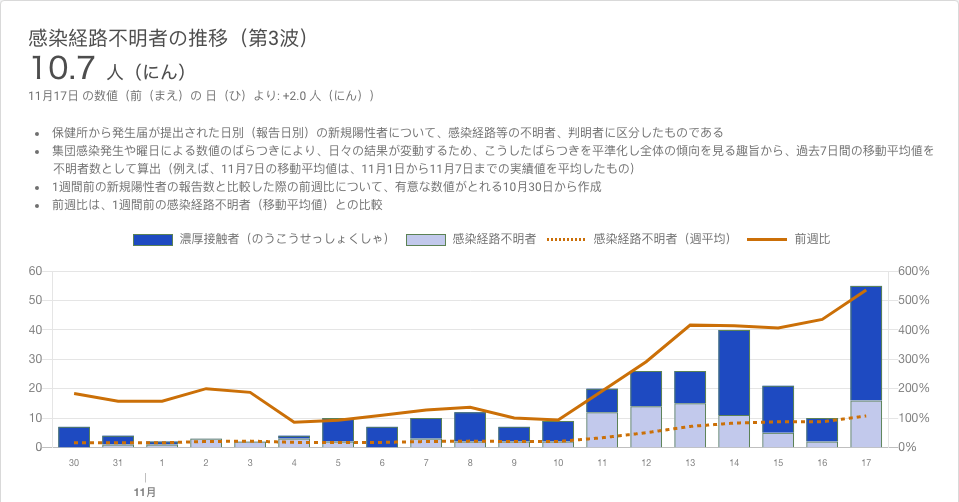 感染経路不明者の推移（第3波）
10.7 人（にん）
11月17日 の数値（前（まえ）の 日（ひ）より: +2.0 人（にん））
• 保健所から発生届が提出された日別（報告日別）の新規陽性者について、感染経路等の不明者、判明者に区分したものである
• 集団感染発生や曜日による数値のばらつきにより、日々の結果が変動するため、こうしたばらつきを平準化し全体の傾向を見る趣旨から、過去7日間の移動平均値を
不明者数として算出（例えば、11月7日の移動平均値は、11月1日から11月7日までの実績値を平均したもの）
• 1週間前の新規陽性者の報告数と比較した際の前週比について、有意な数値がとれる10月30日から作成
• 前週比は、1週間前の感染経路不明者（移動平均値）との比較
濃厚接触者（のうこうせっしょくしゃ） 感染経路不明者 感染経路不明者（週平均） 前週比
60 600%
50 500%
40 400%
30 300%
20 200%
10 100%
0 0%
30 31 1 2 3 4 5 6 7 8 9 10 11 12 13 14 15 16 17
11月